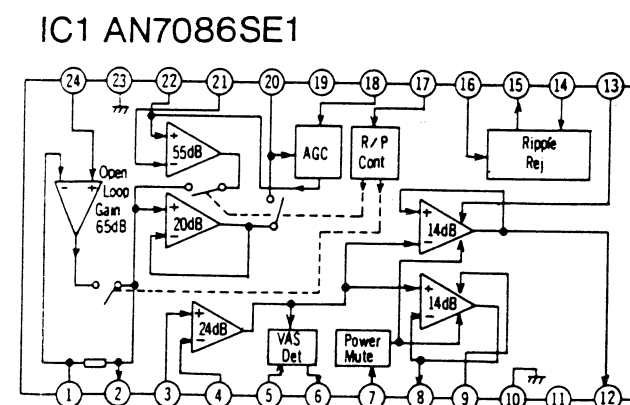 IC1 AN7086SE1
24 23 22 21 20 19 18 17 16 15 14 13
+ - 55dB
AGC
R/P
Cont
Ripple
Rej
- +
Open
Loop
Gain
65dB
+ - 20dB
+ - 14dB
+ - 14dB
+ - 24dB
VAS
Det
Power
Mute
1 2 3 4 5 6 7 8 9 10 11 12